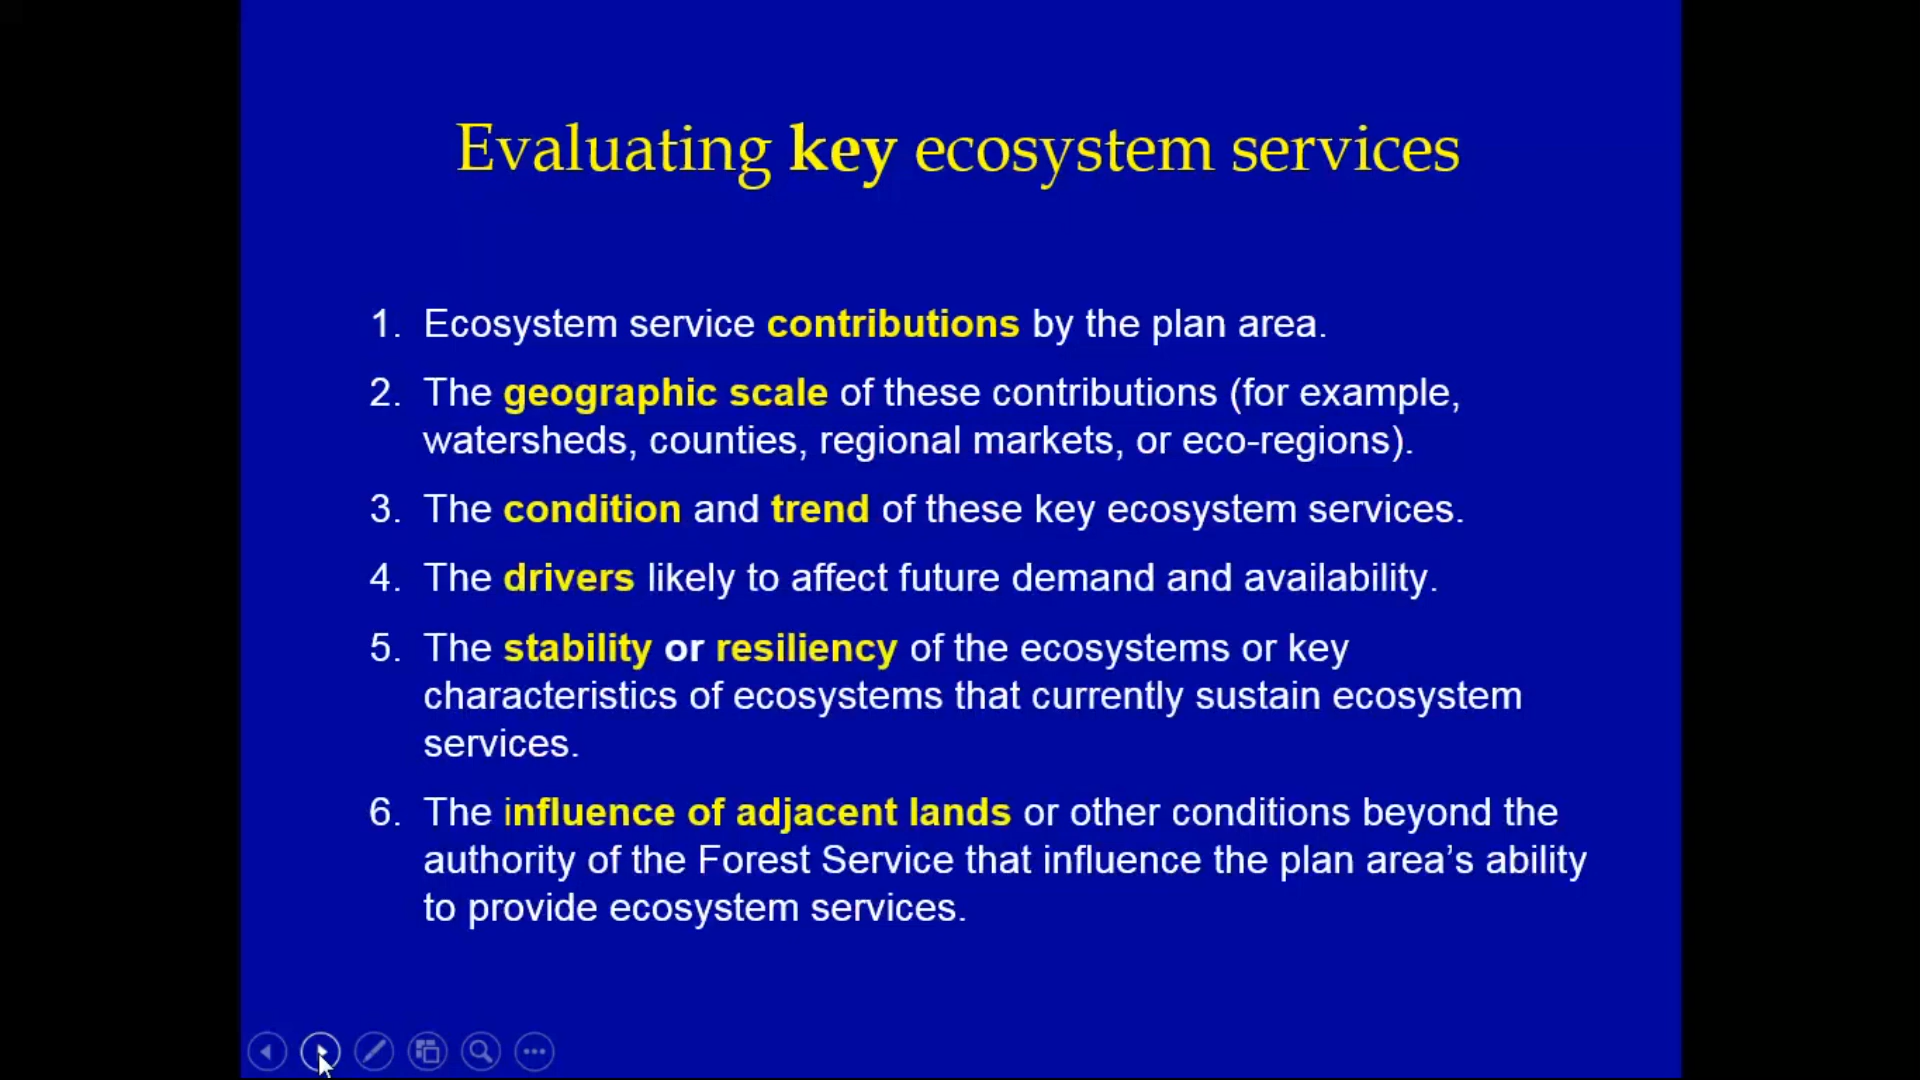 Evaluating key ecosystem services
1. Ecosystem service contributions by the plan area.
2. The geographic scale of these contributions (for example,
watersheds, counties, regional markets, or eco-regions).
3. The condition and trend of these key ecosystem services.
4. The drivers likely to affect future demand and availability.
5. The stability or resiliency of the ecosystems or key
characteristics of ecosystems that currently sustain ecosystem
services.
6. The influence of adjacent lands or other conditions beyond the
authority of the Forest Service that influence the plan area’s ability
to provide ecosystem services.